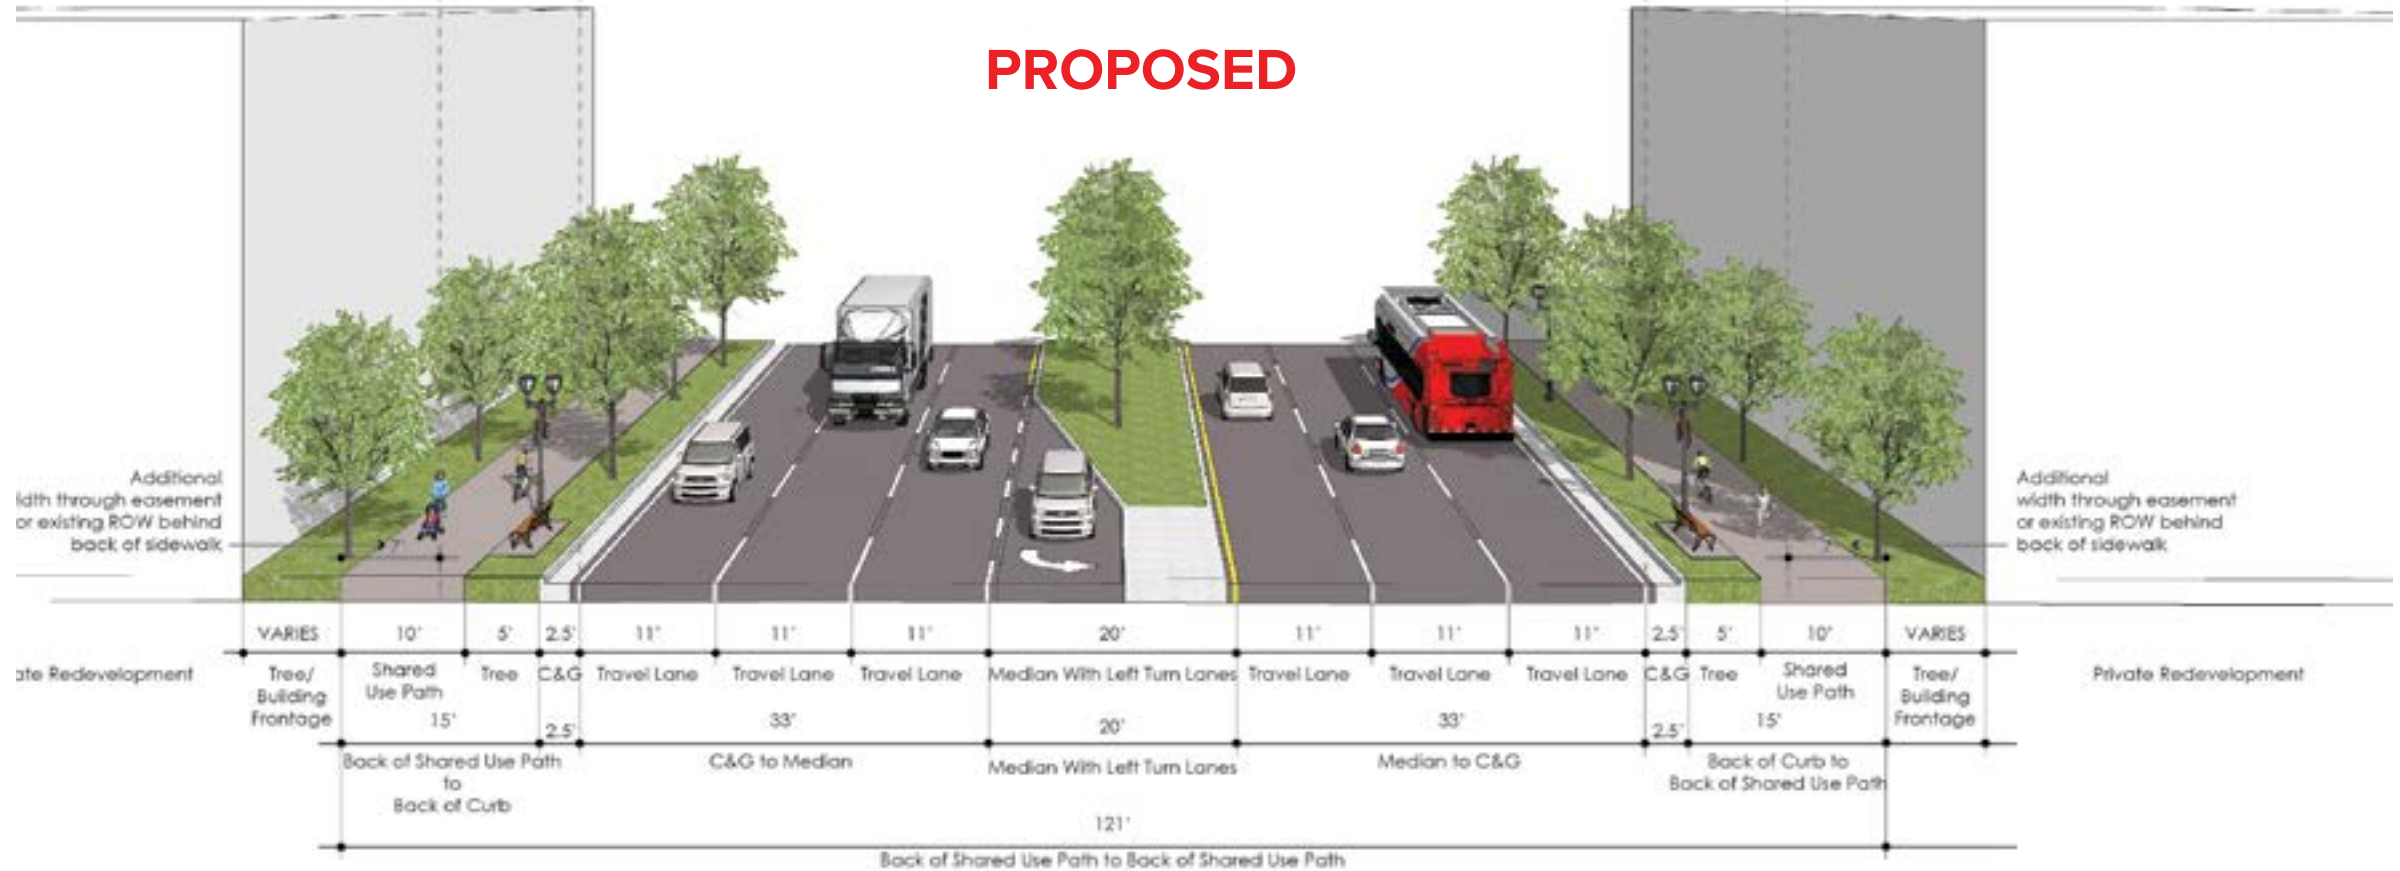 PROPOSED
Additional
idth through easement
or existing ROW behind
back of sidewalk
Additional
width through easement
or existing ROW behind
back of sidewalk
VARIES 10' 5' 2.5' 11' 11' 11' 20' 11' 11' 11' 2.5' 5' 10' VARIES
ate Redevelopment
Tree/
Building
Frontage
Shared
Use Path
Tree
C&G
Travel Lane
Travel Lane
Travel Lane
Median With Left Turn Lanes
Travel Lane
Travel Lane
Travel Lane
C&G
Tree
Shared
Use Path
Tree/
Building
Frontage
Private Redevelopment
15' 2.5' 33' 20' 33' 2.5' 15'
Back of Shared Use Path
to
Back of Curb
C&G to Median
Median With Left Turn Lanes
Median to C&G
Back of Curb to
Back of Shared Use Path
121'
Back of Shared Use Path to Back of Shared Use Path